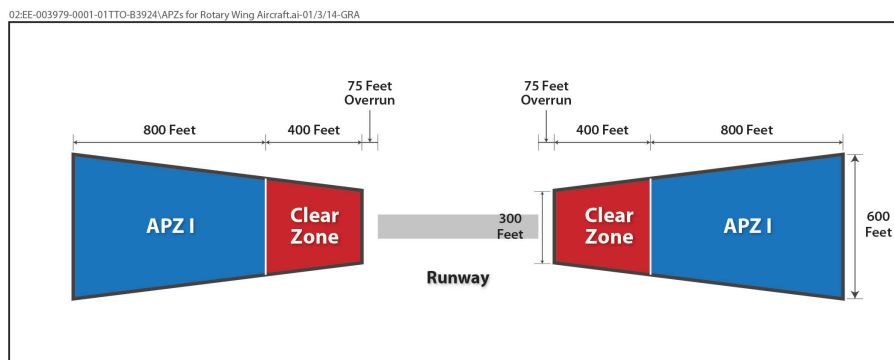 02:EE-003979-0001-01TTO-B3924\APZs for Rotary Wing Aircraft.ai-01/3/14-GRA
75 Feet
Overrun
75 Feet
Overrun
800 Feet
400 Feet
400 Feet
800 Feet
APZ I
Clear
Zone
300
Feet
Clear
Zone
APZ I
600
Feet
Runway